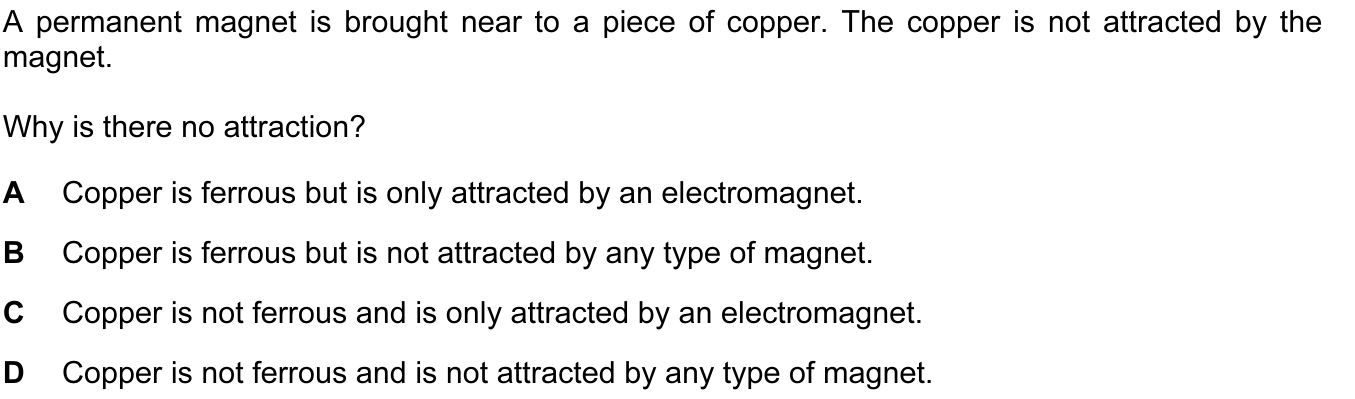 A permanent magnet is brought near to a piece of copper. The copper is not attracted by the
magnet.
Why is there no attraction?
A Copper is ferrous but is only attracted by an electromagnet.
B Copper is ferrous but is not attracted by any type of magnet.
C Copper is not ferrous and is only attracted by an electromagnet.
D Copper is not ferrous and is not attracted by any type of magnet.